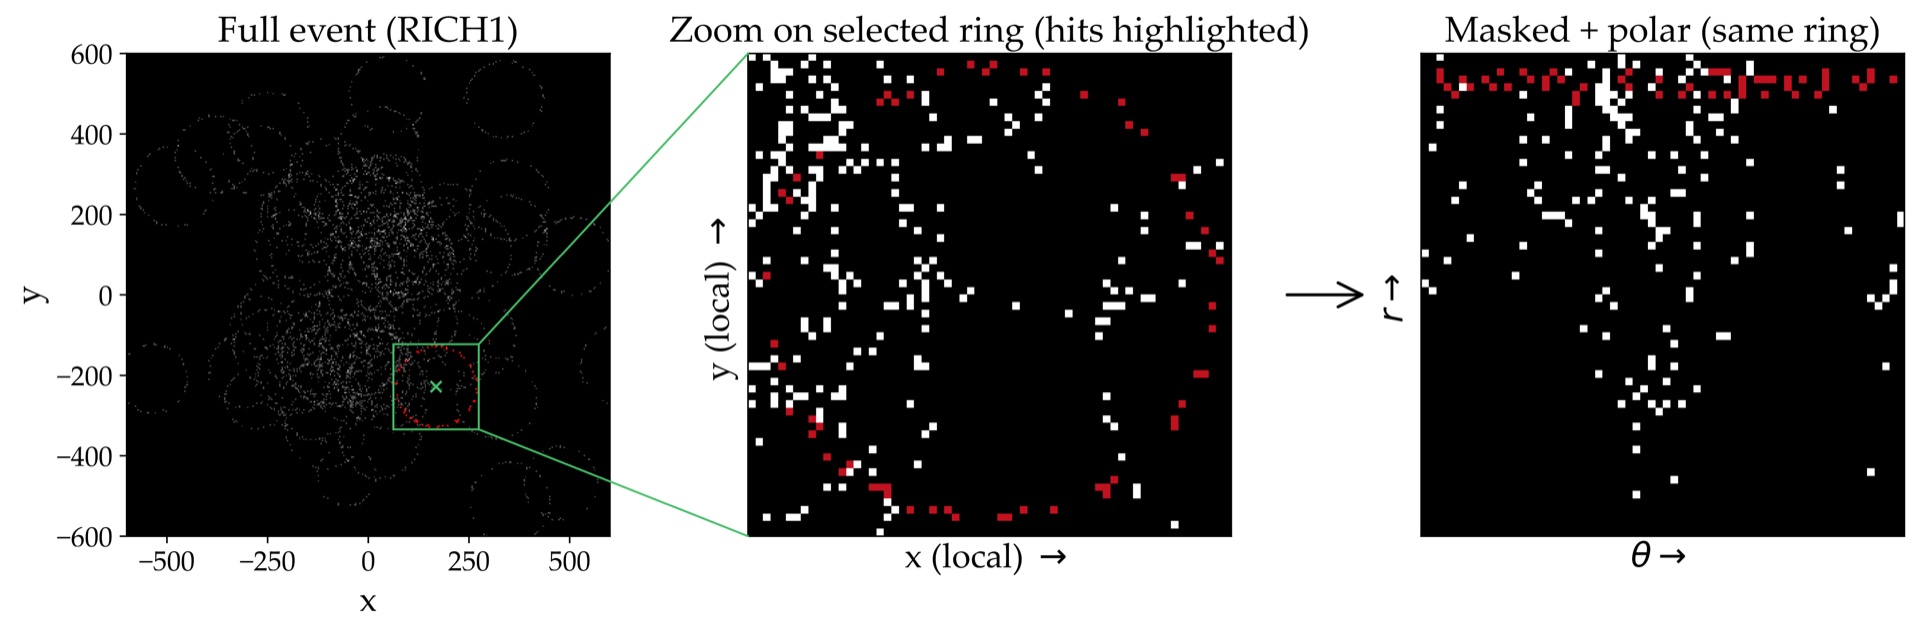 Full event (RICH1)
Zoom on selected ring (hits highlighted)
Masked + polar (same ring)
600
400
200
0
−200
−400
−600
y
−500
−250
0
250
500
x
y (local) →
x (local) →
r →
θ →